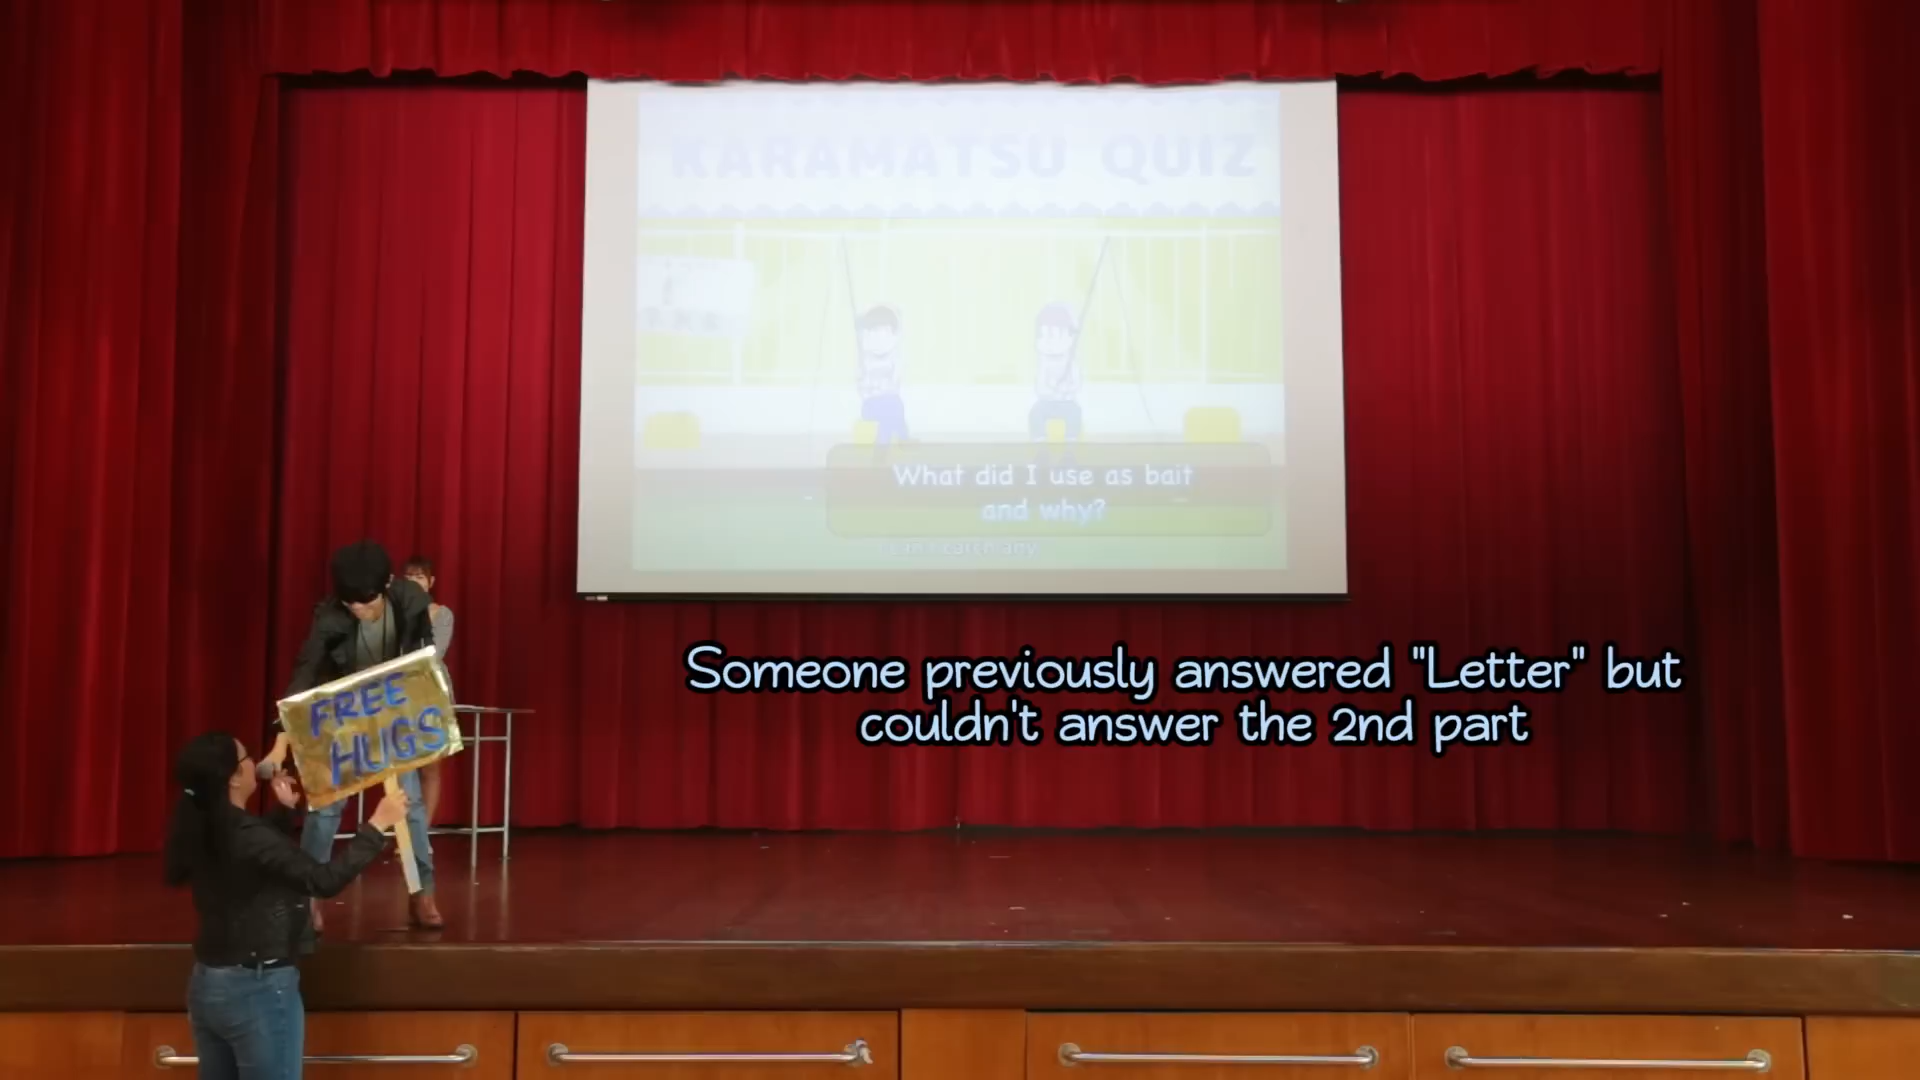 KARAMATSU QUIZ
What did I use as bait
and why?
FREE
HUGS
Someone previously answered "Letter" but
couldn't answer the 2nd part